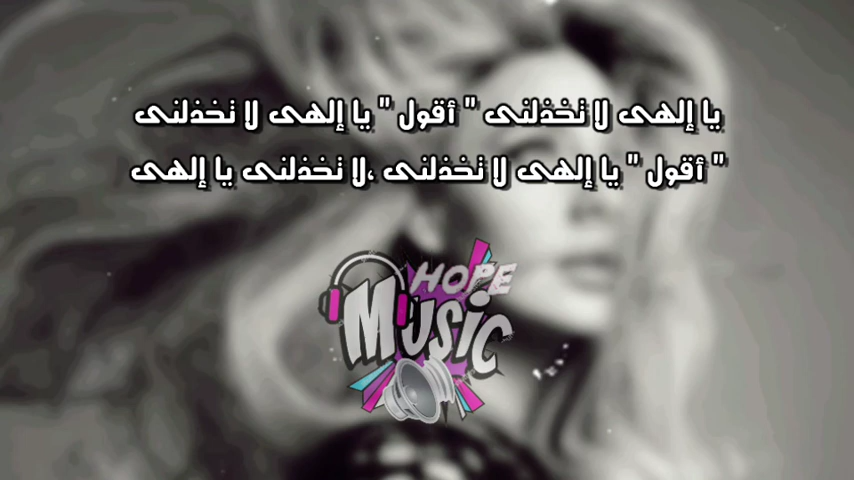 يا إلهى لا تخذلنى " أقول " يا إلهى لا تخذلنى
" أقول " يا إلهى لا تخذلنى ،لا تخذلنى يا إلهى
HOPE
MUSIC